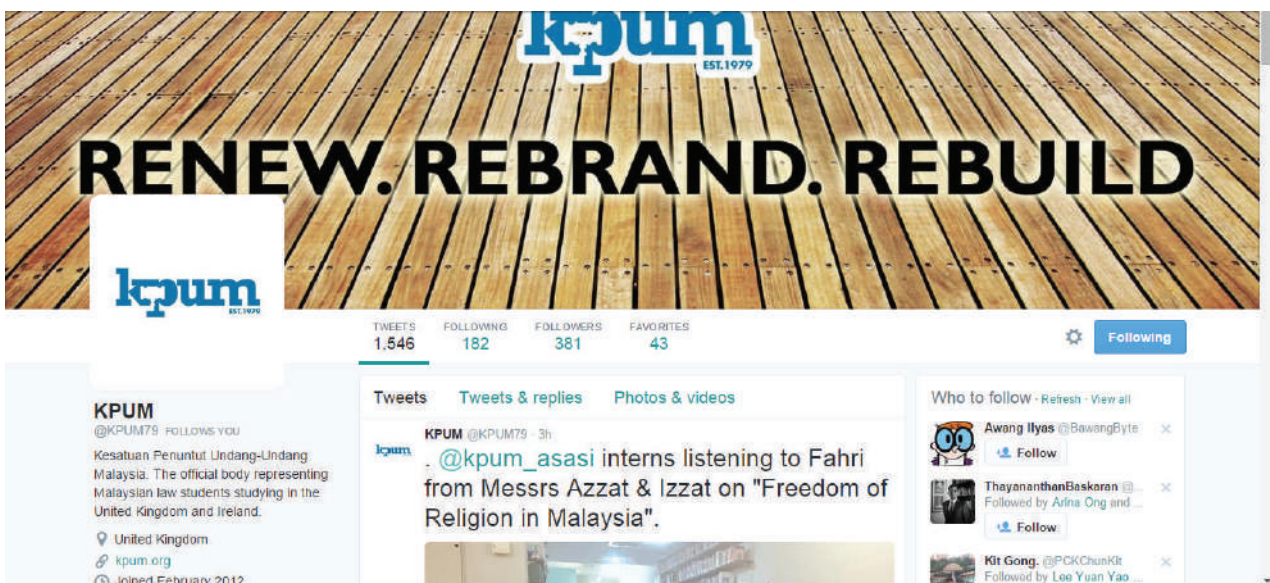 kpum
EST.1979
RENEW. REBRAND. REBUILD
kpum
EST.1979
TWEETS FOLLOWING FOLLOWERS FAVORITES
1,546 182 381 43
Following
KPUM
@KPUM79 FOLLOWS YOU
Kesatuan Penuntut Undang-Undang
Malaysia. The official body representing
Malaysian law students studying in the
United Kingdom and Ireland.
United Kingdom
kpum.org
Joined February 2012
Tweets Tweets & replies Photos & videos
kpum
KPUM @KPUM79 · 3h
. @kpum_asasi interns listening to Fahri
from Messrs Azzat & Izzat on "Freedom of
Religion in Malaysia".
Who to follow · Refresh · View all
Awang Ilyas @BawangByte
Follow
ThayananthanBaskaran @...
Followed by Arina Ong and ...
Follow
Kit Gong. @PCKChunKit
Followed by Lee Yuan Yao ...